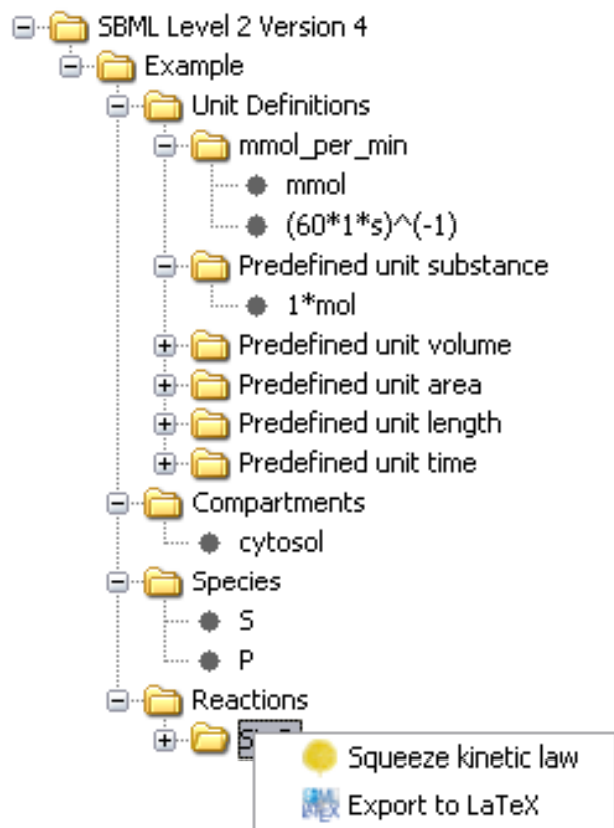 SBML Level 2 Version 4
Example
Unit Definitions
mmol_per_min
mmol
(60*1*s)^(-1)
Predefined unit substance
1*mol
Predefined unit volume
Predefined unit area
Predefined unit length
Predefined unit time
Compartments
cytosol
Species
S
P
Reactions
Squeeze kinetic law
Export to LaTeX